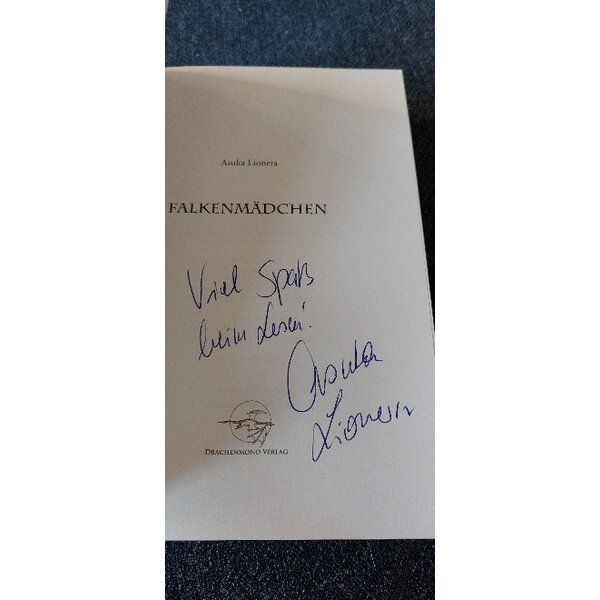 Asuka Lionera
FALKENMÄDCHEN
Viel Spaß
beim Lesen!
Asuka
Lionera
DRACHENMOND VERLAG